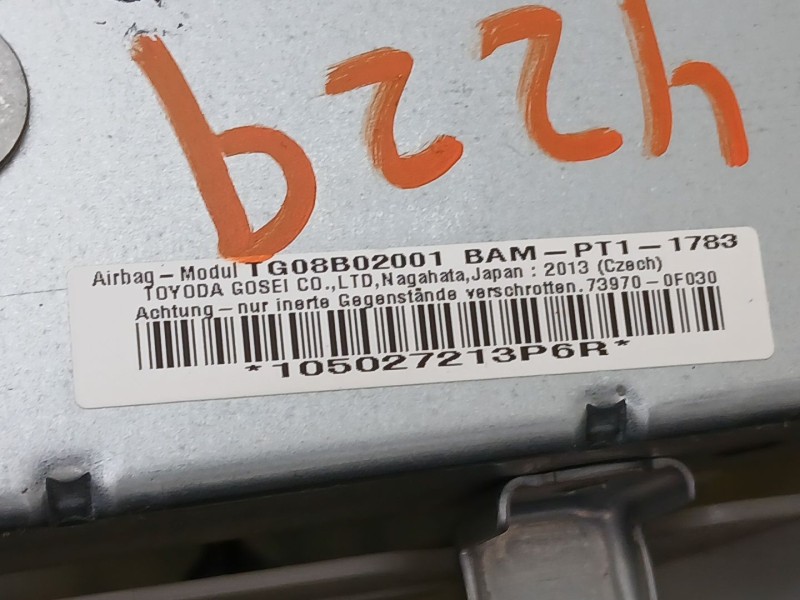 4229
Airbag - Modul TG08B02001 BAM-PT1-1783
TOYODA GOSEI CO.,LTD,Nagahata,Japan : 2013 (Czech)
Achtung - nur inerte Gegenstände verschrotten.73970-0F030
*105027213P6R*